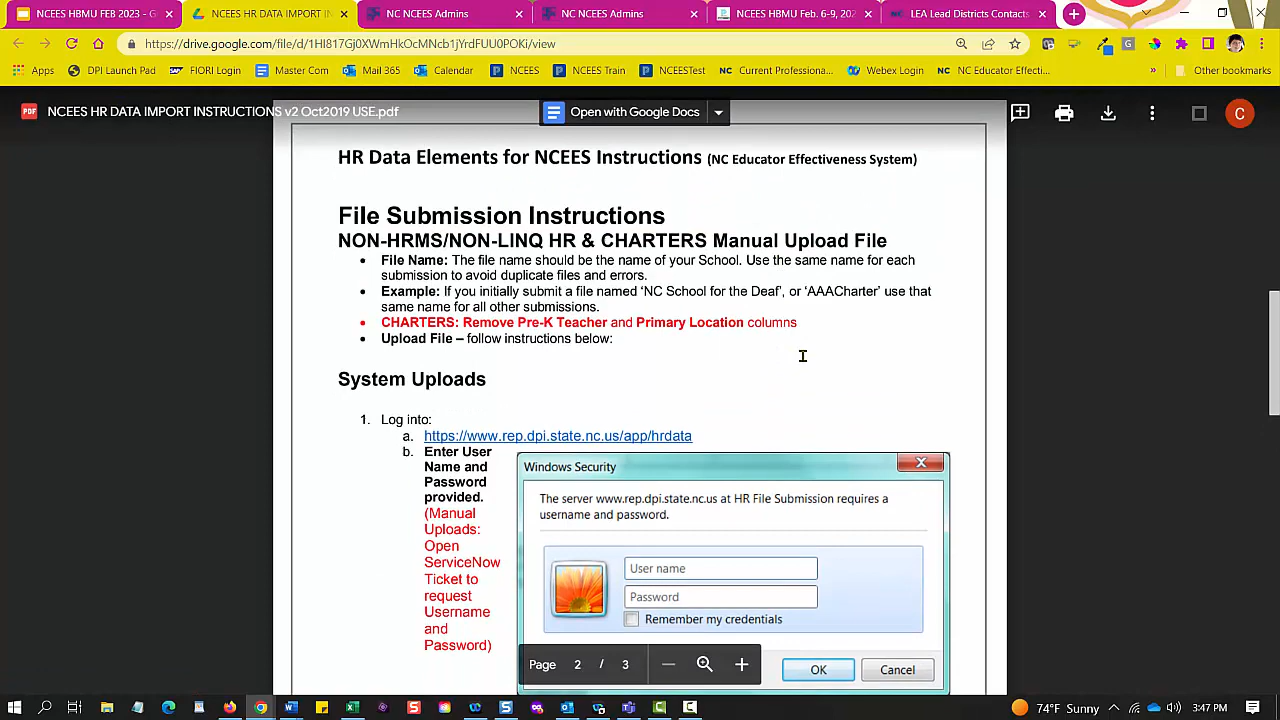 NCEES HBMU FEB 2023 - G
NCEES HR DATA IMPORT IN
NC NCEES Admins
NC NCEES Admins
NCEES HBMU Feb. 6-9, 202
LEA Lead Districts Contacts
https://drive.google.com/file/d/1HI817Gj0XWmHkOcMNcb1jYrdFUU0POKi/view
Apps
DPI Launch Pad
FIORI Login
Master Com
Mail 365
Calendar
NCEES
NCEES Train
NCEESTest
NC Current Professiona...
Webex Login
NC NC Educator Effecti...
»
Other bookmarks
PDF NCEES HR DATA IMPORT INSTRUCTIONS v2 Oct2019 USE.pdf
Open with Google Docs
C
HR Data Elements for NCEES Instructions (NC Educator Effectiveness System)
File Submission Instructions
NON-HRMS/NON-LINQ HR & CHARTERS Manual Upload File
• File Name: The file name should be the name of your School. Use the same name for each
submission to avoid duplicate files and errors.
• Example: If you initially submit a file named ‘NC School for the Deaf’, or ‘AAACharter’ use that
same name for all other submissions.
• CHARTERS: Remove Pre-K Teacher and Primary Location columns
• Upload File – follow instructions below:
System Uploads
1. Log into:
a. https://www.rep.dpi.state.nc.us/app/hrdata
b. Enter User
Name and
Password
provided.
(Manual
Uploads:
Open
ServiceNow
Ticket to
request
Username
and
Password)
Windows Security
The server www.rep.dpi.state.nc.us at HR File Submission requires a
username and password.
User name
Password
Remember my credentials
OK
Cancel
Page 2 / 3
74°F Sunny
3:47 PM